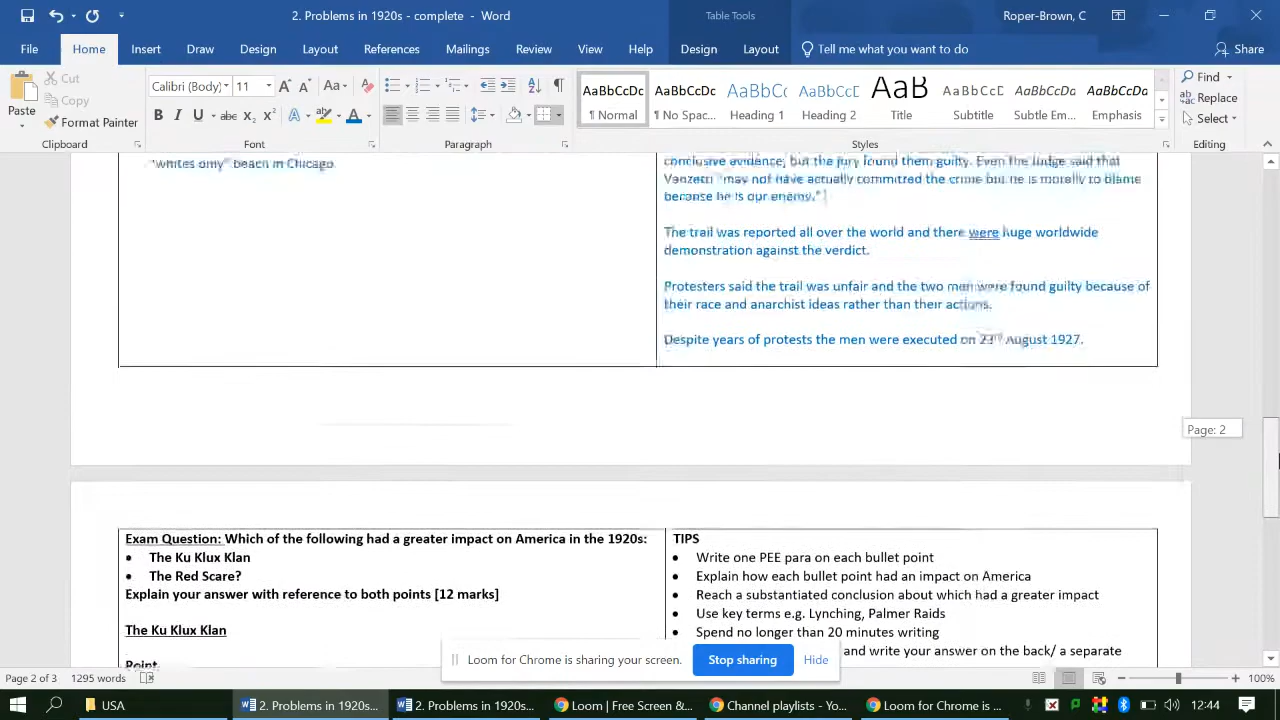 2. Problems in 1920s - complete - Word
Table Tools
Roper-Brown, C
File Home Insert Draw Design Layout References Mailings Review View Help Design Layout Tell me what you want to do Share
Paste
Cut
Copy
Format Painter
Clipboard
Calibri (Body) 11
Font
Paragraph
AaBbCcDc AaBbCcDc AaBbCc AaBbCcC AaB AaBbCcD AaBbCcDa AaBbCcDa
¶ Normal ¶ No Spac... Heading 1 Heading 2 Title Subtitle Subtle Em... Emphasis
Styles
Find
Replace
Select
Editing
"whites only" beach in Chicago
conclusive evidence, but the jury found them guilty. Even the Judge said that
Vanzetti "may not have actually committed the crime but he is morally to blame
because he is our enemy."
The trail was reported all over the world and there were huge worldwide
demonstration against the verdict.
Protesters said the trail was unfair and the two men were found guilty because of
their race and anarchist ideas rather than their actions.
Despite years of protests the men were executed on August 1927.
Page: 2
Exam Question: Which of the following had a greater impact on America in the 1920s:
• The Ku Klux Klan
• The Red Scare?
Explain your answer with reference to both points [12 marks]
The Ku Klux Klan
Point
TIPS
• Write one PEE para on each bullet point
• Explain how each bullet point had an impact on America
• Reach a substantiated conclusion about which had a greater impact
• Use key terms e.g. Lynching, Palmer Raids
• Spend no longer than 20 minutes writing
and write your answer on the back/ a separate
Loom for Chrome is sharing your screen. Stop sharing Hide
Page 2 of 3 1295 words 100%
USA 2. Problems in 1920s... 2. Problems in 1920s... Loom | Free Screen &... Channel playlists - Yo... Loom for Chrome is ... 12:44